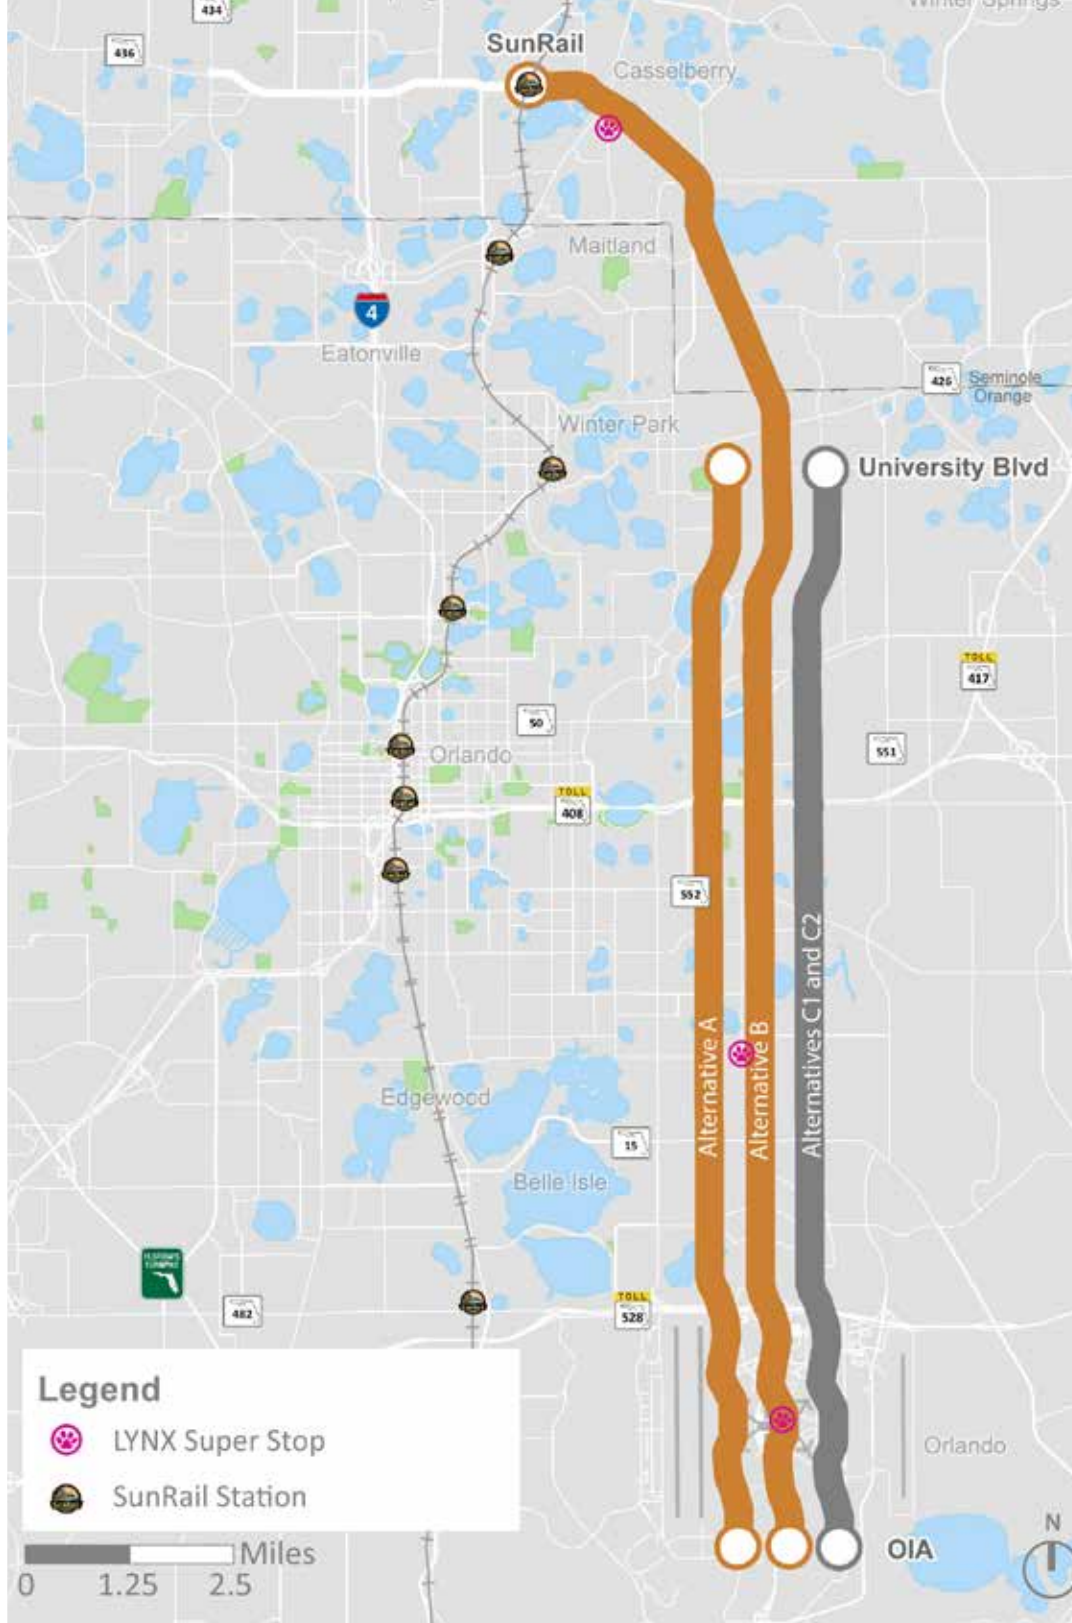 434
Winter Springs
436
SunRail
Casselberry
Maitland
4
Eatonville
426
Seminole
Orange
Winter Park
University Blvd
TOLL
417
50
551
Orlando
TOLL
408
552
Alternative A
Alternative B
Alternatives C1 and C2
Edgewood
15
Belle Isle
TOLL
528
482
Legend
LYNX Super Stop
SunRail Station
Orlando
OIA
N
Miles
0 1.25 2.5